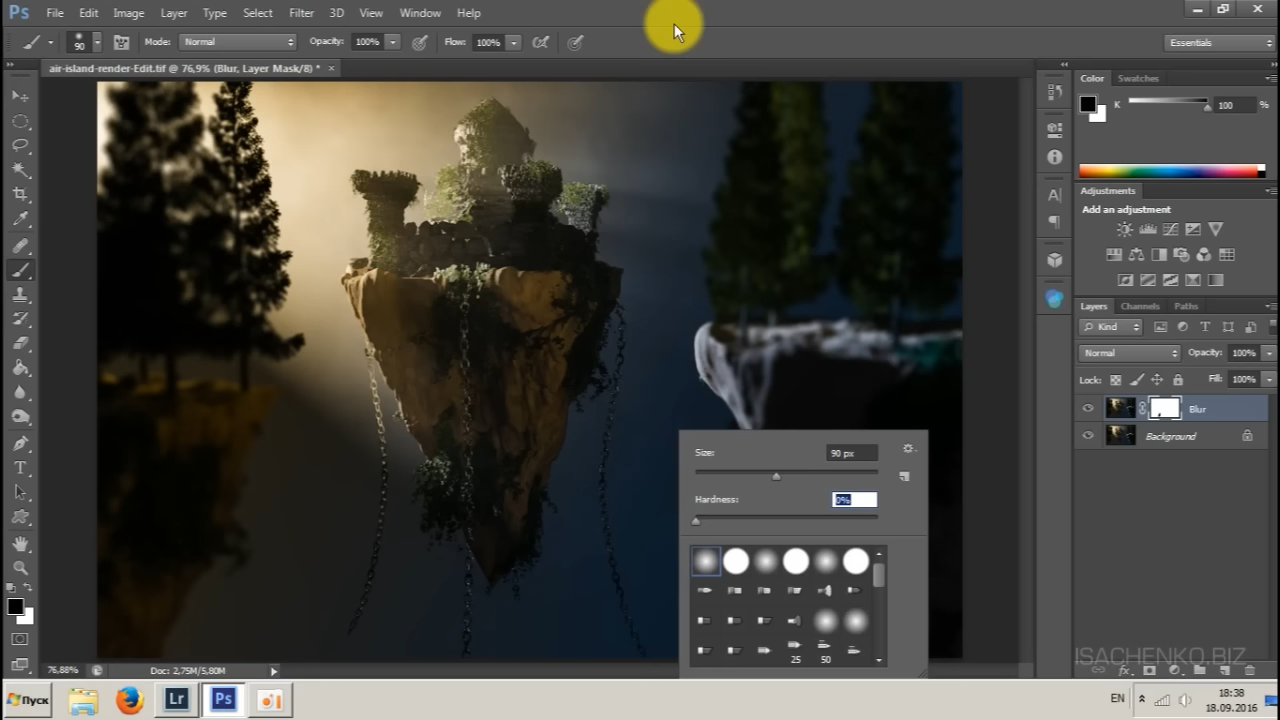 Ps File Edit Image Layer Type Select Filter 3D View Window Help
90 Mode: Normal Opacity: 100% Flow: 100% Essentials
air-island-render-Edit.tif @ 76,9% (Blur, Layer Mask/8) * ×
Color Swatches
K 100 %
Adjustments
Add an adjustment
Layers Channels Paths
Kind
Normal Opacity: 100%
Lock: Fill: 100%
Blur
Background
Size: 90 px
Hardness: 0%
25 50
76,88% Doc: 2,75M/5,80M
ISACHENKO.BIZ
Пуск Lr Ps EN 18:38
18.09.2016